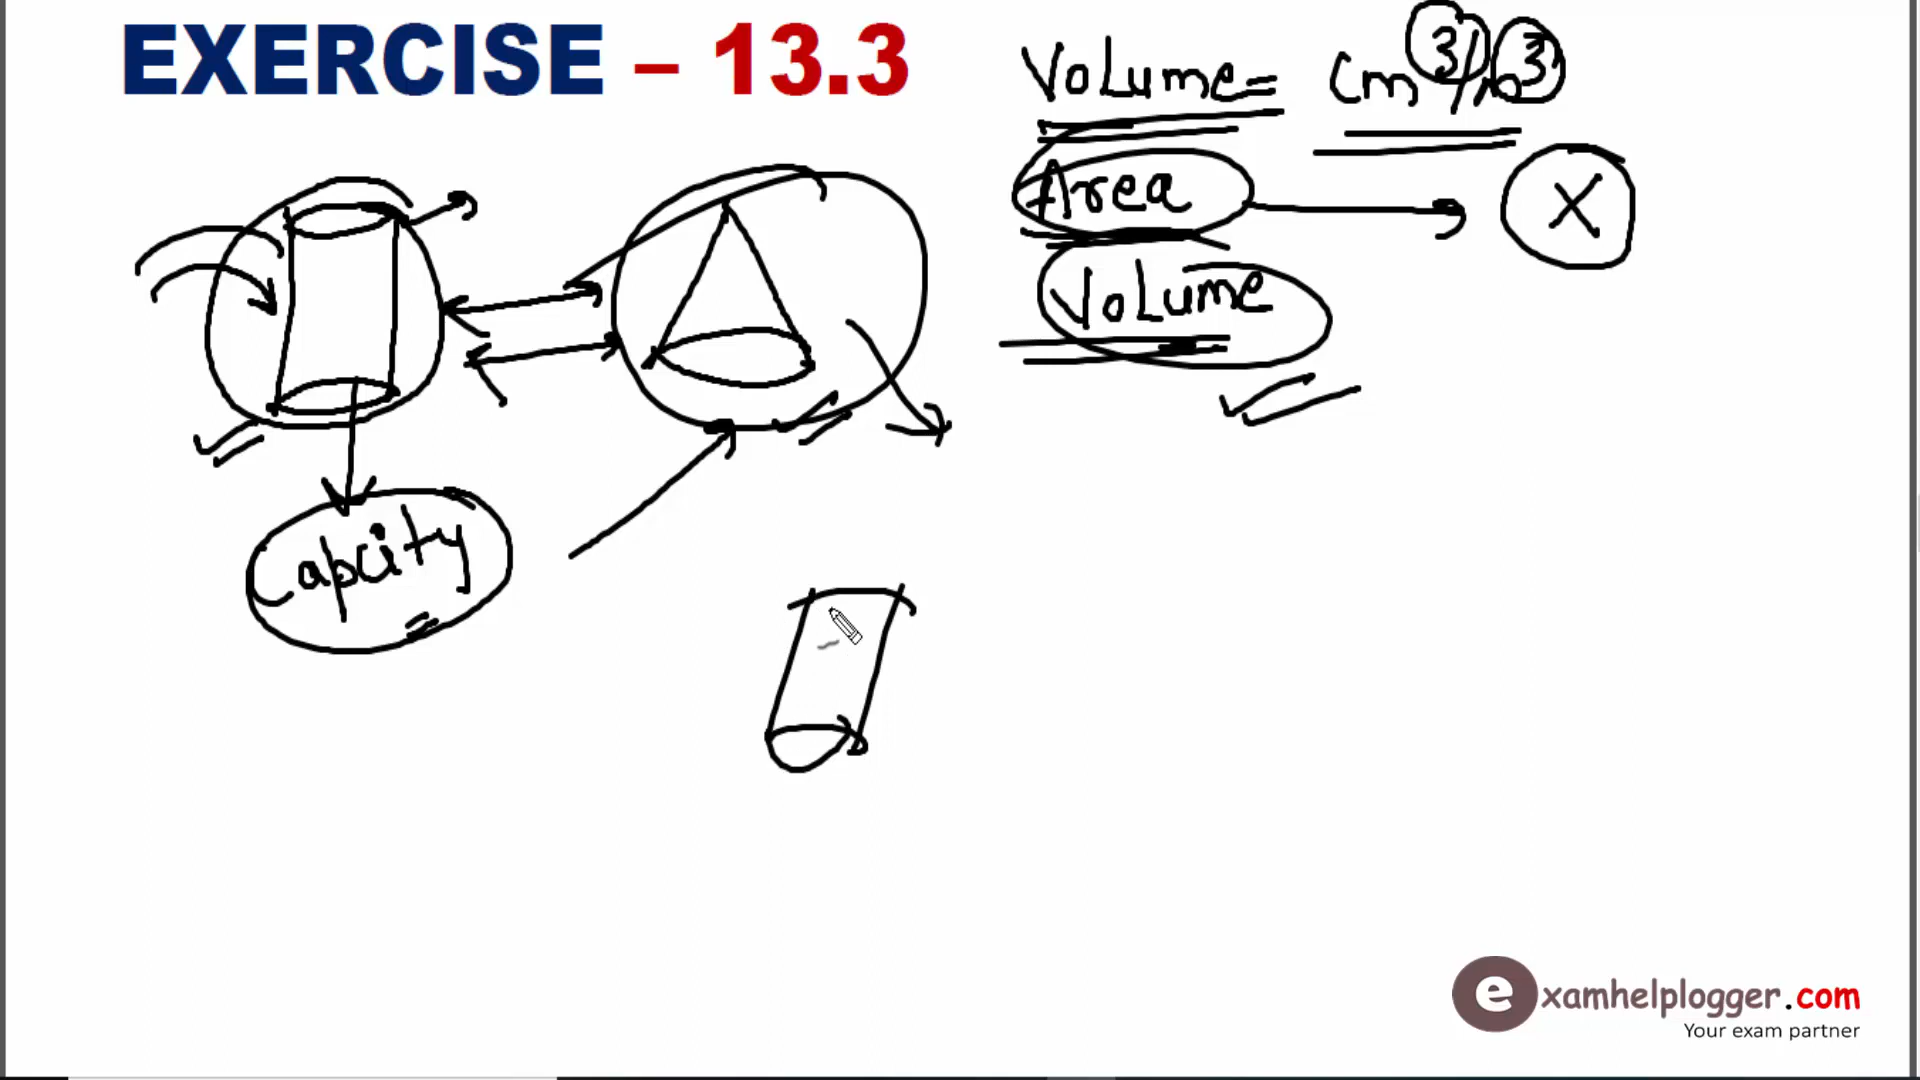 EXERCISE – 13.3
Volume = cm³/m³
Area
X
Volume
Capcity
examhelplogger.com
Your exam partner